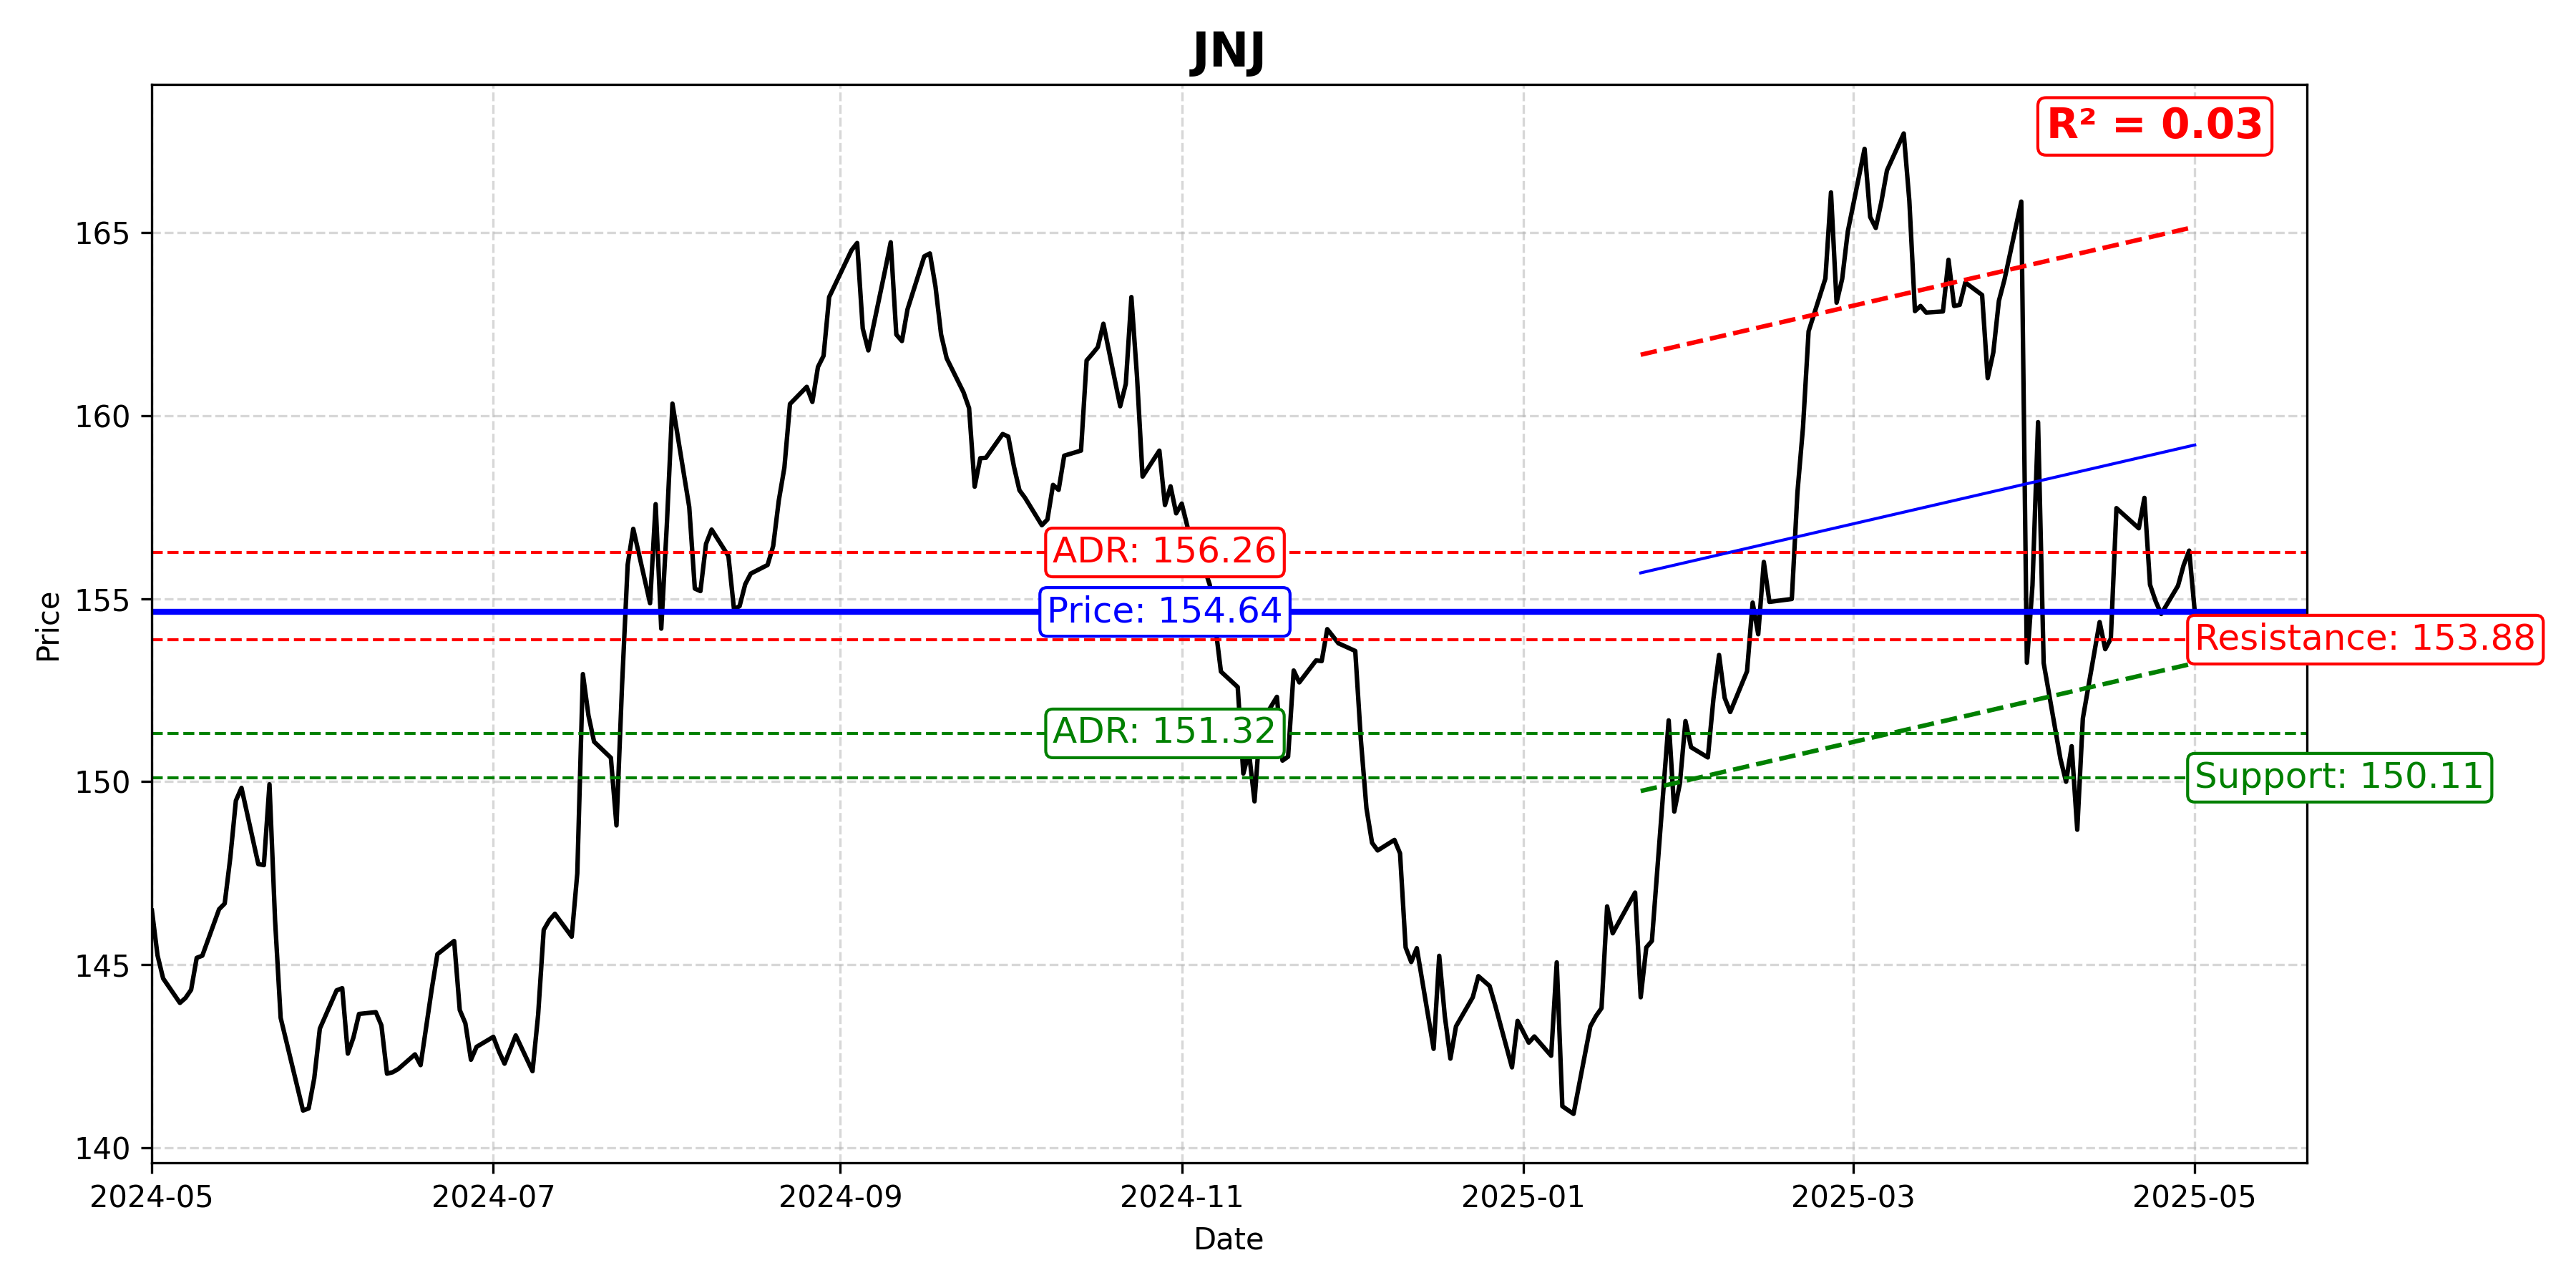 JNJ
R² = 0.03
165
160
ADR: 156.26
155
Price: 154.64
Resistance: 153.88
ADR: 151.32
150
Support: 150.11
145
140
Price
2024-05 2024-07 2024-09 2024-11 2025-01 2025-03 2025-05
Date